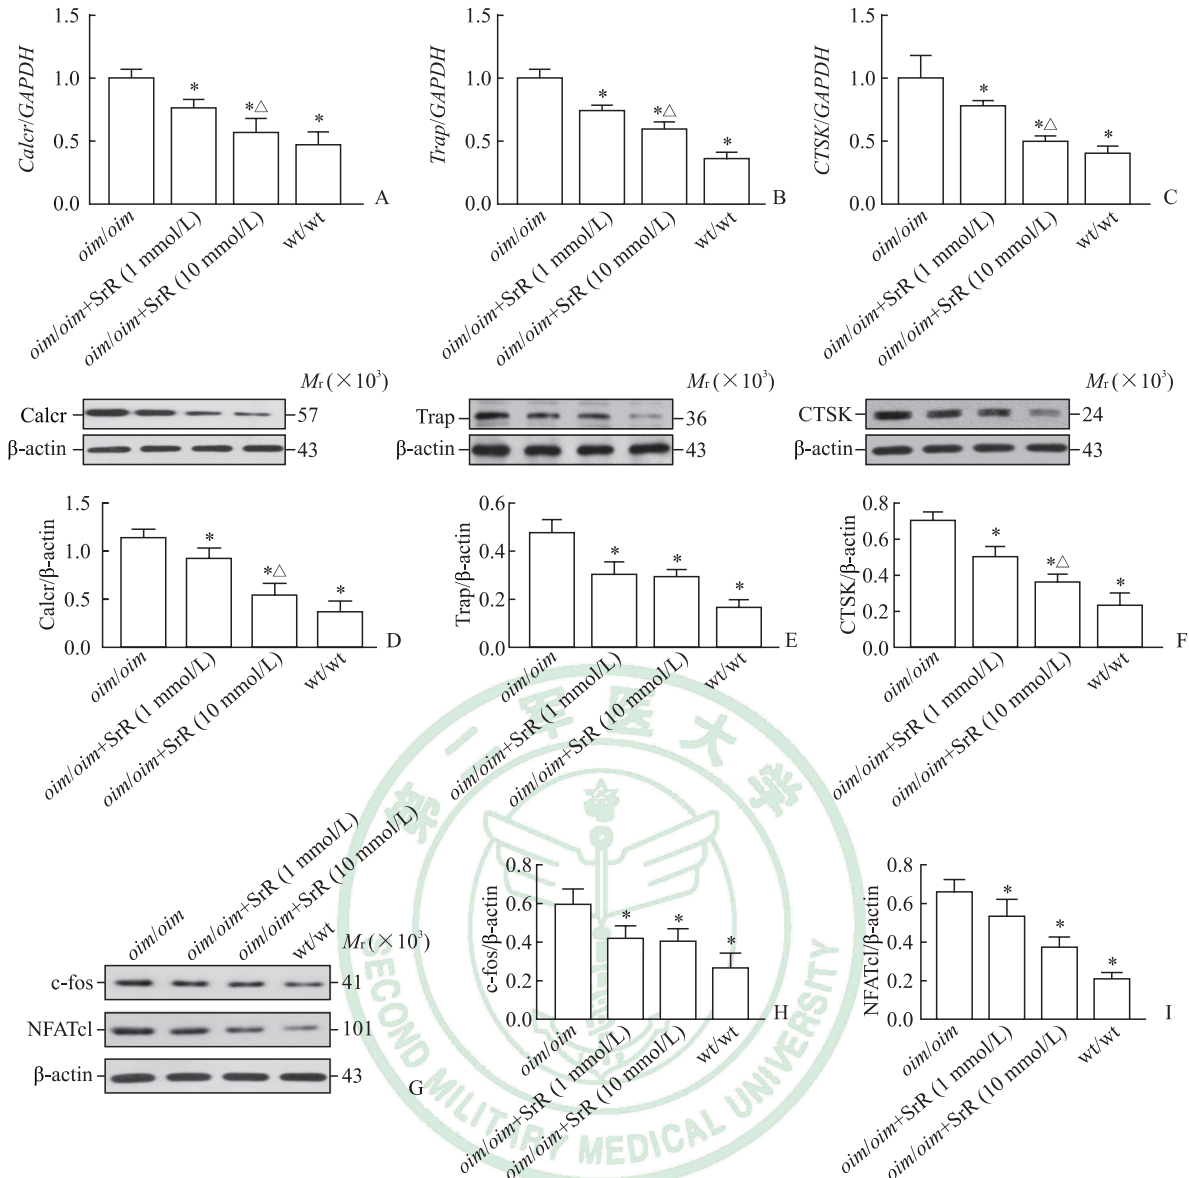 Calcr/GAPDH
1.5
1.0
0.5
0.0
*
*△
*
A
oim/oim
oim/oim+SrR (1 mmol/L)
oim/oim+SrR (10 mmol/L)
wt/wt
Trap/GAPDH
1.5
1.0
0.5
0.0
*
*△
*
B
oim/oim
oim/oim+SrR (1 mmol/L)
oim/oim+SrR (10 mmol/L)
wt/wt
CTSK/GAPDH
1.5
1.0
0.5
0.0
*
*△
*
C
oim/oim
oim/oim+SrR (1 mmol/L)
oim/oim+SrR (10 mmol/L)
wt/wt
Mr (×10³)
Calcr 57
β-actin 43
Calcr/β-actin
1.5
1.0
0.5
0.0
*
*△
*
D
oim/oim
oim/oim+SrR (1 mmol/L)
oim/oim+SrR (10 mmol/L)
wt/wt
Mr (×10³)
Trap 36
β-actin 43
Trap/β-actin
0.6
0.4
0.2
0.0
*
*
*
E
oim/oim
oim/oim+SrR (1 mmol/L)
oim/oim+SrR (10 mmol/L)
wt/wt
Mr (×10³)
CTSK 24
β-actin 43
CTSK/β-actin
0.8
0.6
0.4
0.2
0.0
*
*△
*
F
oim/oim
oim/oim+SrR (1 mmol/L)
oim/oim+SrR (10 mmol/L)
wt/wt
oim/oim
oim/oim+SrR (1 mmol/L)
oim/oim+SrR (10 mmol/L)
wt/wt
Mr (×10³)
c-fos 41
NFATcl 101
β-actin 43
G
c-fos/β-actin
0.8
0.6
0.4
0.2
0.0
*
*
*
H
oim/oim
oim/oim+SrR (1 mmol/L)
oim/oim+SrR (10 mmol/L)
wt/wt
NFATcl/β-actin
0.8
0.6
0.4
0.2
0.0
*
*
*
I
oim/oim
oim/oim+SrR (1 mmol/L)
oim/oim+SrR (10 mmol/L)
wt/wt
第二军医大学
SECOND MILITARY MEDICAL UNIVERSITY